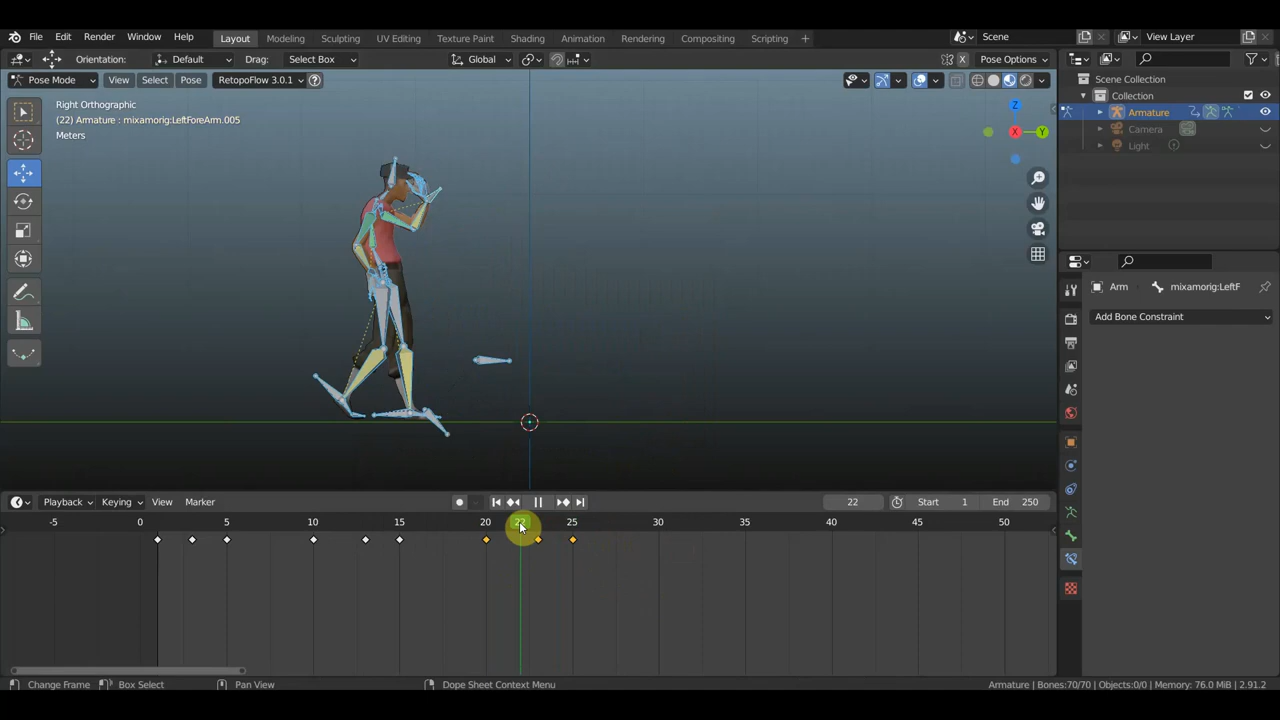 File Edit Render Window Help Layout Modeling Sculpting UV Editing Texture Paint Shading Animation Rendering Compositing Scripting + Scene View Layer
Orientation: Default Drag: Select Box Global X Pose Options
Pose Mode View Select Pose RetopoFlow 3.0.1 ?
Scene Collection
Collection
Armature
Camera
Light
Right Orthographic
(22) Armature : mixamorig:LeftForeArm.005
Meters
Z
X
Y
Arm mixamorig:LeftF
Add Bone Constraint
Playback Keying View Marker 22 Start 1 End 250
-5 0 5 10 15 20 22 25 30 35 40 45 50
Change Frame Box Select Pan View Dope Sheet Context Menu Armature | Bones:70/70 | Objects:0/0 | Memory: 76.0 MiB | 2.91.2